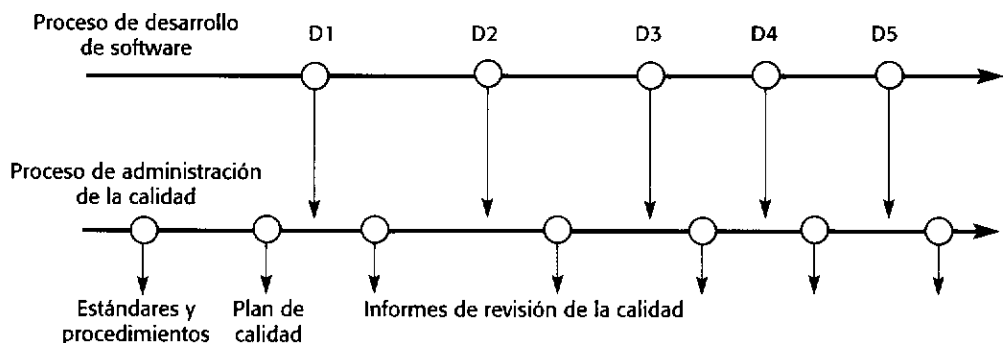 Proceso de desarrollo
de software
D1
D2
D3
D4
D5
Proceso de administración
de la calidad
Estándares y
procedimientos
Plan de
calidad
Informes de revisión de la calidad